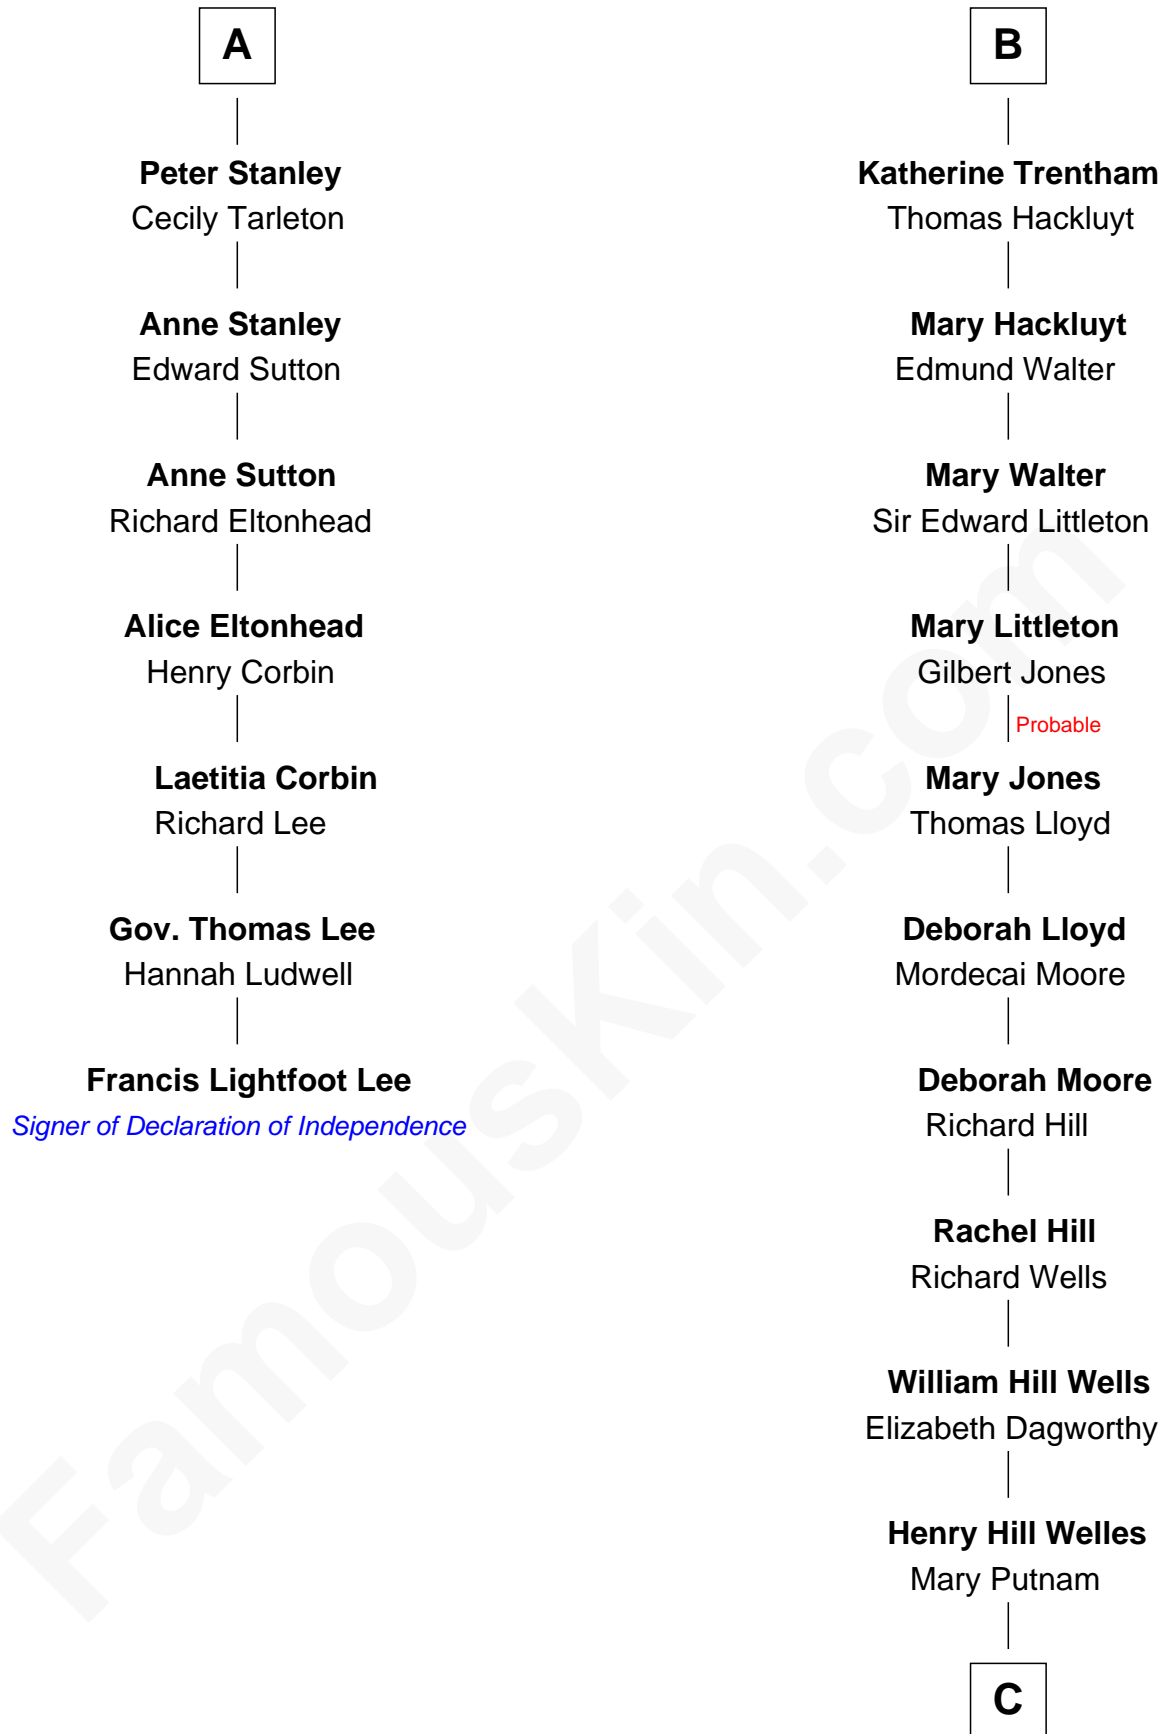 A
Peter Stanley
Cecily Tarleton
Anne Stanley
Edward Sutton
Anne Sutton
Richard Eltonhead
Alice Eltonhead
Henry Corbin
Laetitia Corbin
Richard Lee
Gov. Thomas Lee
Hannah Ludwell
Francis Lightfoot Lee
Signer of Declaration of Independence
B
Katherine Trentham
Thomas Hackluyt
Mary Hackluyt
Edmund Walter
Mary Walter
Sir Edward Littleton
Mary Littleton
Gilbert Jones
Probable
Mary Jones
Thomas Lloyd
Deborah Lloyd
Mordecai Moore
Deborah Moore
Richard Hill
Rachel Hill
Richard Wells
William Hill Wells
Elizabeth Dagworthy
Henry Hill Welles
Mary Putnam
C
FamousKin.com